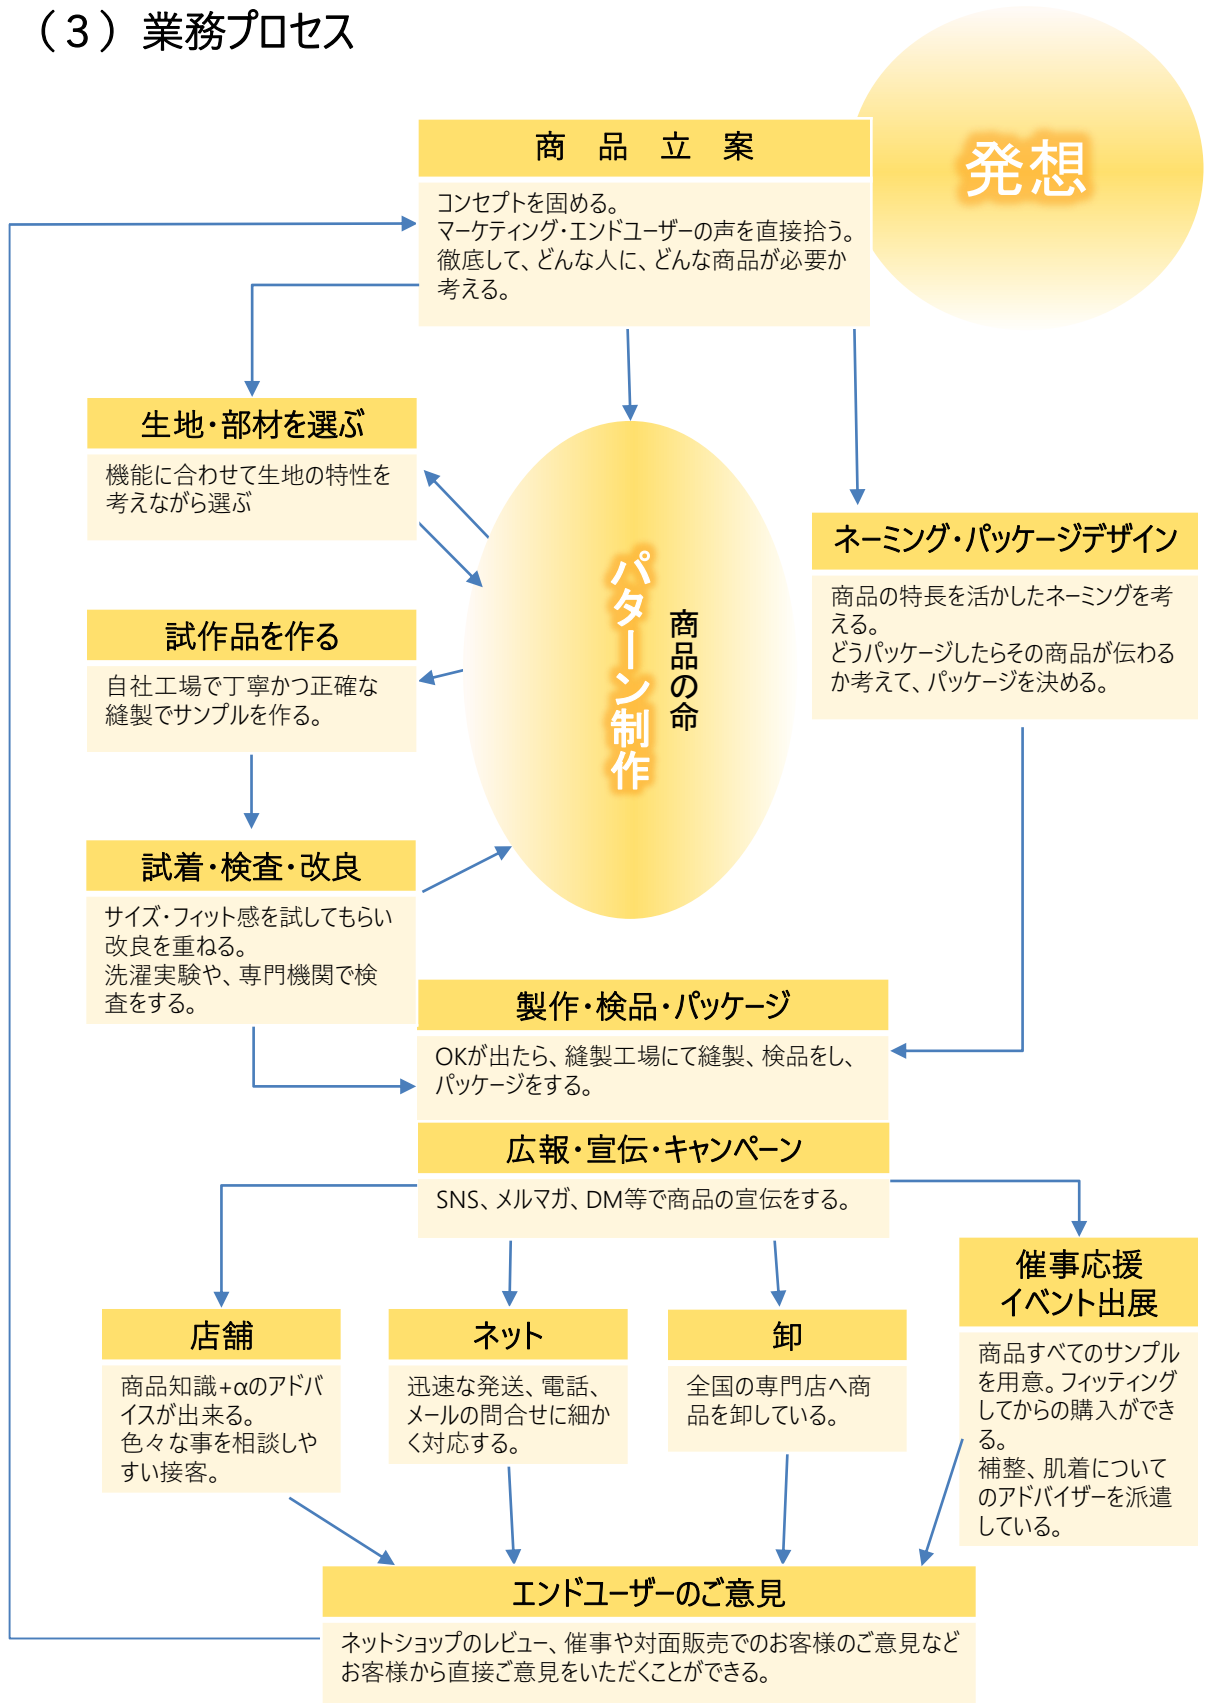 （３）業務プロセス
発想
商　品　立　案
コンセプトを固める。
マーケティング・エンドユーザーの声を直接拾う。
徹底して、どんな人に、どんな商品が必要か
考える。
生地・部材を選ぶ
機能に合わせて生地の特性を
考えながら選ぶ
商品の命
パターン制作
ネーミング・パッケージデザイン
商品の特長を活かしたネーミングを考
える。
どうパッケージしたらその商品が伝わる
か考えて、パッケージを決める。
試作品を作る
自社工場で丁寧かつ正確な
縫製でサンプルを作る。
試着・検査・改良
サイズ・フィット感を試してもらい
改良を重ねる。
洗濯実験や、専門機関で検
査をする。
製作・検品・パッケージ
OKが出たら、縫製工場にて縫製、検品をし、
パッケージをする。
広報・宣伝・キャンペーン
SNS、メルマガ、DM等で商品の宣伝をする。
店舗
商品知識+αのアドバ
イスが出来る。
色々な事を相談しや
すい接客。
ネット
迅速な発送、電話、
メールの問合せに細か
く対応する。
卸
全国の専門店へ商
品を卸している。
催事応援
イベント出展
商品すべてのサンプル
を用意。フィッティング
してからの購入ができ
る。
補整、肌着について
のアドバイザーを派遣
している。
エンドユーザーのご意見
ネットショップのレビュー、催事や対面販売でのお客様のご意見など
お客様から直接ご意見をいただくことができる。